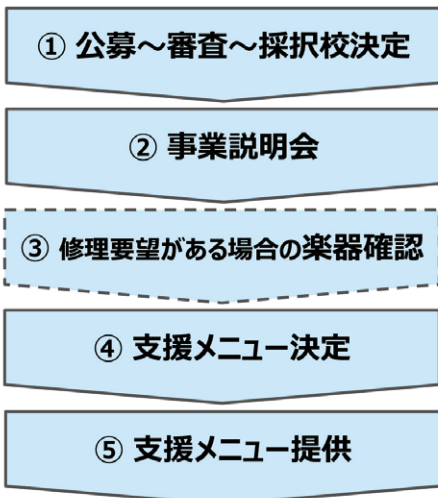 ① 公募～審査～採択校決定
② 事業説明会
③ 修理要望がある場合の楽器確認
④ 支援メニュー決定
⑤ 支援メニュー提供